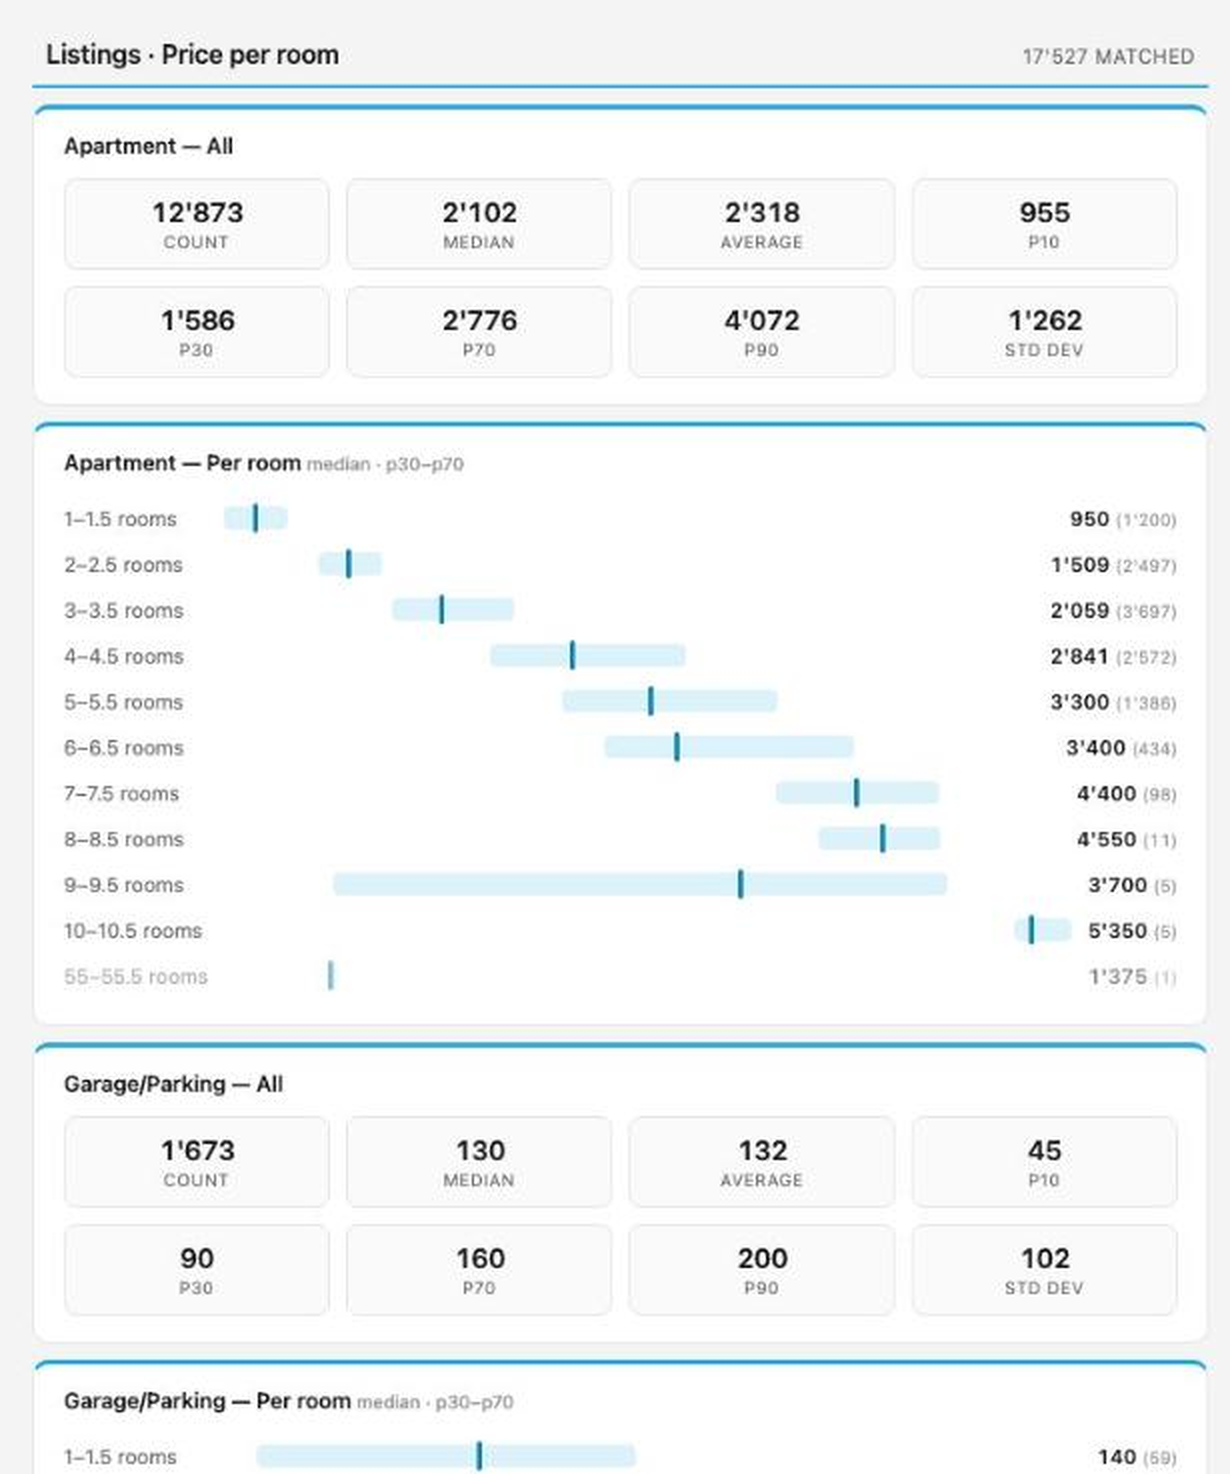 Listings · Price per room 17'527 MATCHED
Apartment — All
12'873 2'102 2'318 955
COUNT MEDIAN AVERAGE P10
1'586 2'776 4'072 1'262
P30 P70 P90 STD DEV
Apartment — Per room median · p30–p70
1–1.5 rooms 950 (1'200)
2–2.5 rooms 1'509 (2'497)
3–3.5 rooms 2'059 (3'697)
4–4.5 rooms 2'841 (2'572)
5–5.5 rooms 3'300 (1'386)
6–6.5 rooms 3'400 (434)
7–7.5 rooms 4'400 (98)
8–8.5 rooms 4'550 (11)
9–9.5 rooms 3'700 (5)
10–10.5 rooms 5'350 (5)
55–55.5 rooms 1'375 (1)
Garage/Parking — All
1'673 130 132 45
COUNT MEDIAN AVERAGE P10
90 160 200 102
P30 P70 P90 STD DEV
Garage/Parking — Per room median · p30–p70
1–1.5 rooms 140 (59)